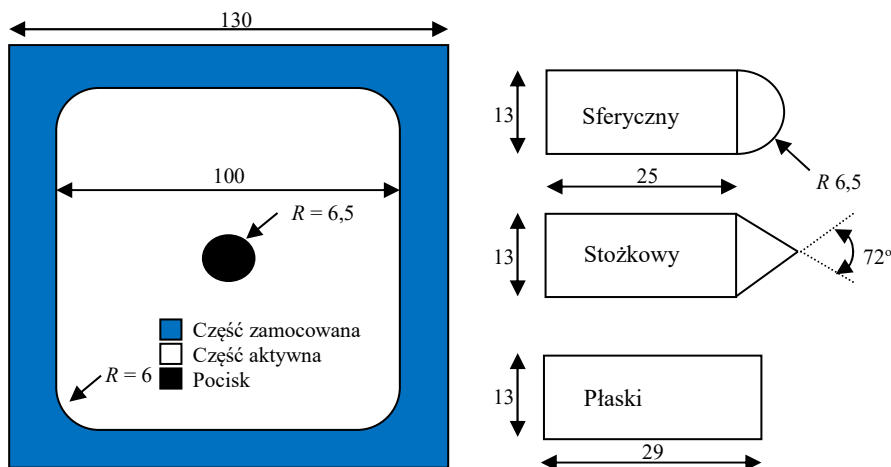 130
100
R = 6,5
Część zamocowana
Część aktywna
Pocisk
R = 6
13
Sferyczny
R 6,5
25
13
Stożkowy
72°
13
Płaski
29